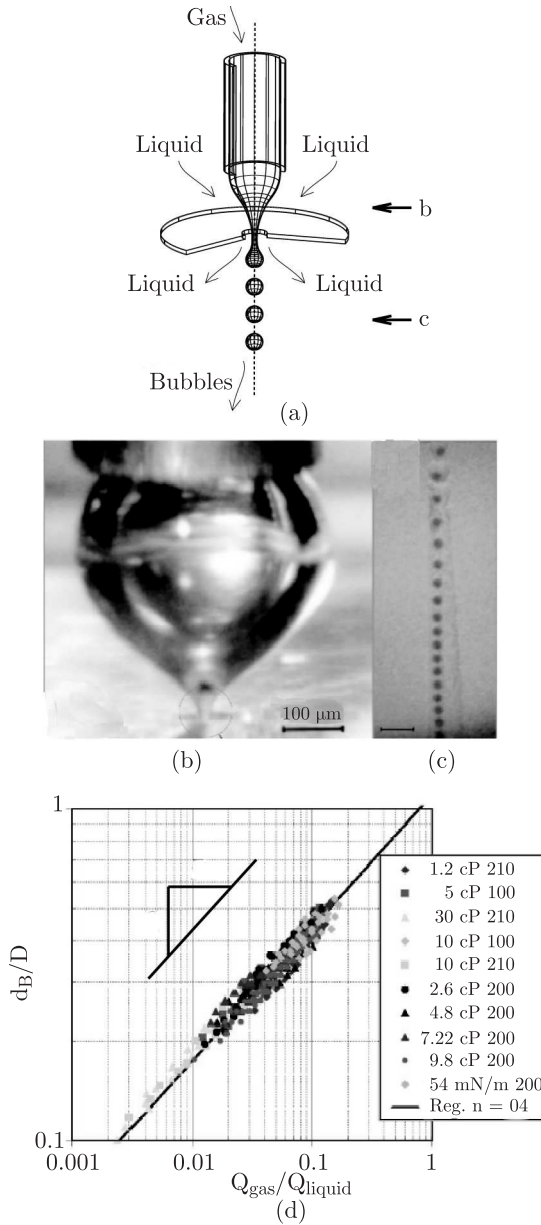 Gas
Liquid Liquid
b
Liquid Liquid
c
Bubbles
(a)
100 μm
(b) (c)
1
d_B/D
0.1
0.001 0.01 0.1 1
Q_gas/Q_liquid
1.2 cP 210
5 cP 100
30 cP 210
10 cP 100
10 cP 210
2.6 cP 200
4.8 cP 200
7.22 cP 200
9.8 cP 200
54 mN/m 200
Reg. n = 04
(d)